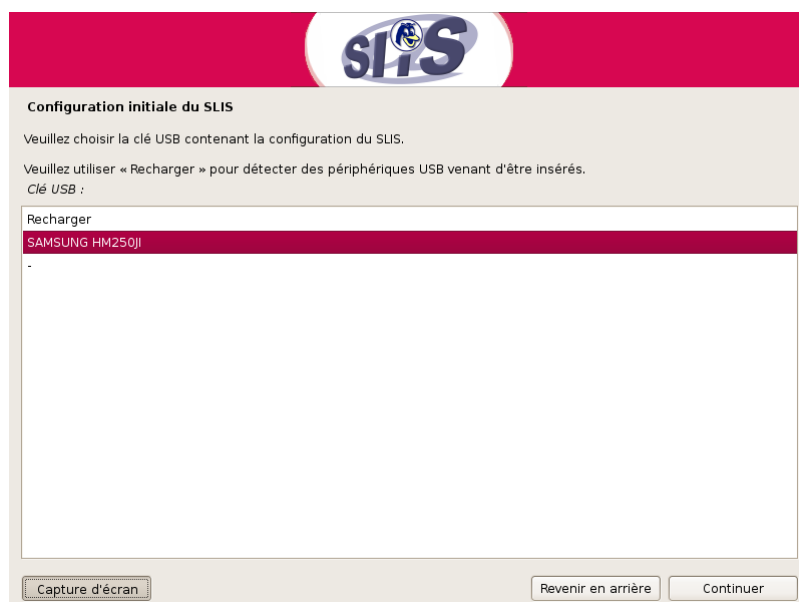 SLIS
Configuration initiale du SLIS
Veuillez choisir la clé USB contenant la configuration du SLIS.
Veuillez utiliser « Recharger » pour détecter des périphériques USB venant d'être insérés.
Clé USB :
Recharger
SAMSUNG HM250JI
-
Capture d'écran
Revenir en arrière
Continuer